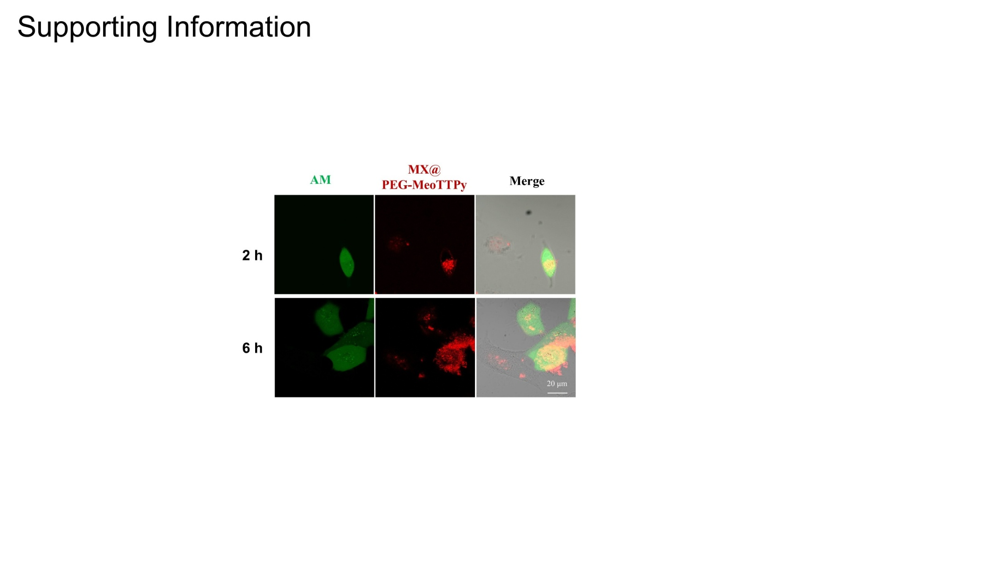 Supporting Information
AM
MX@
PEG-MeoTTPy
Merge
2 h
6 h
20 μm